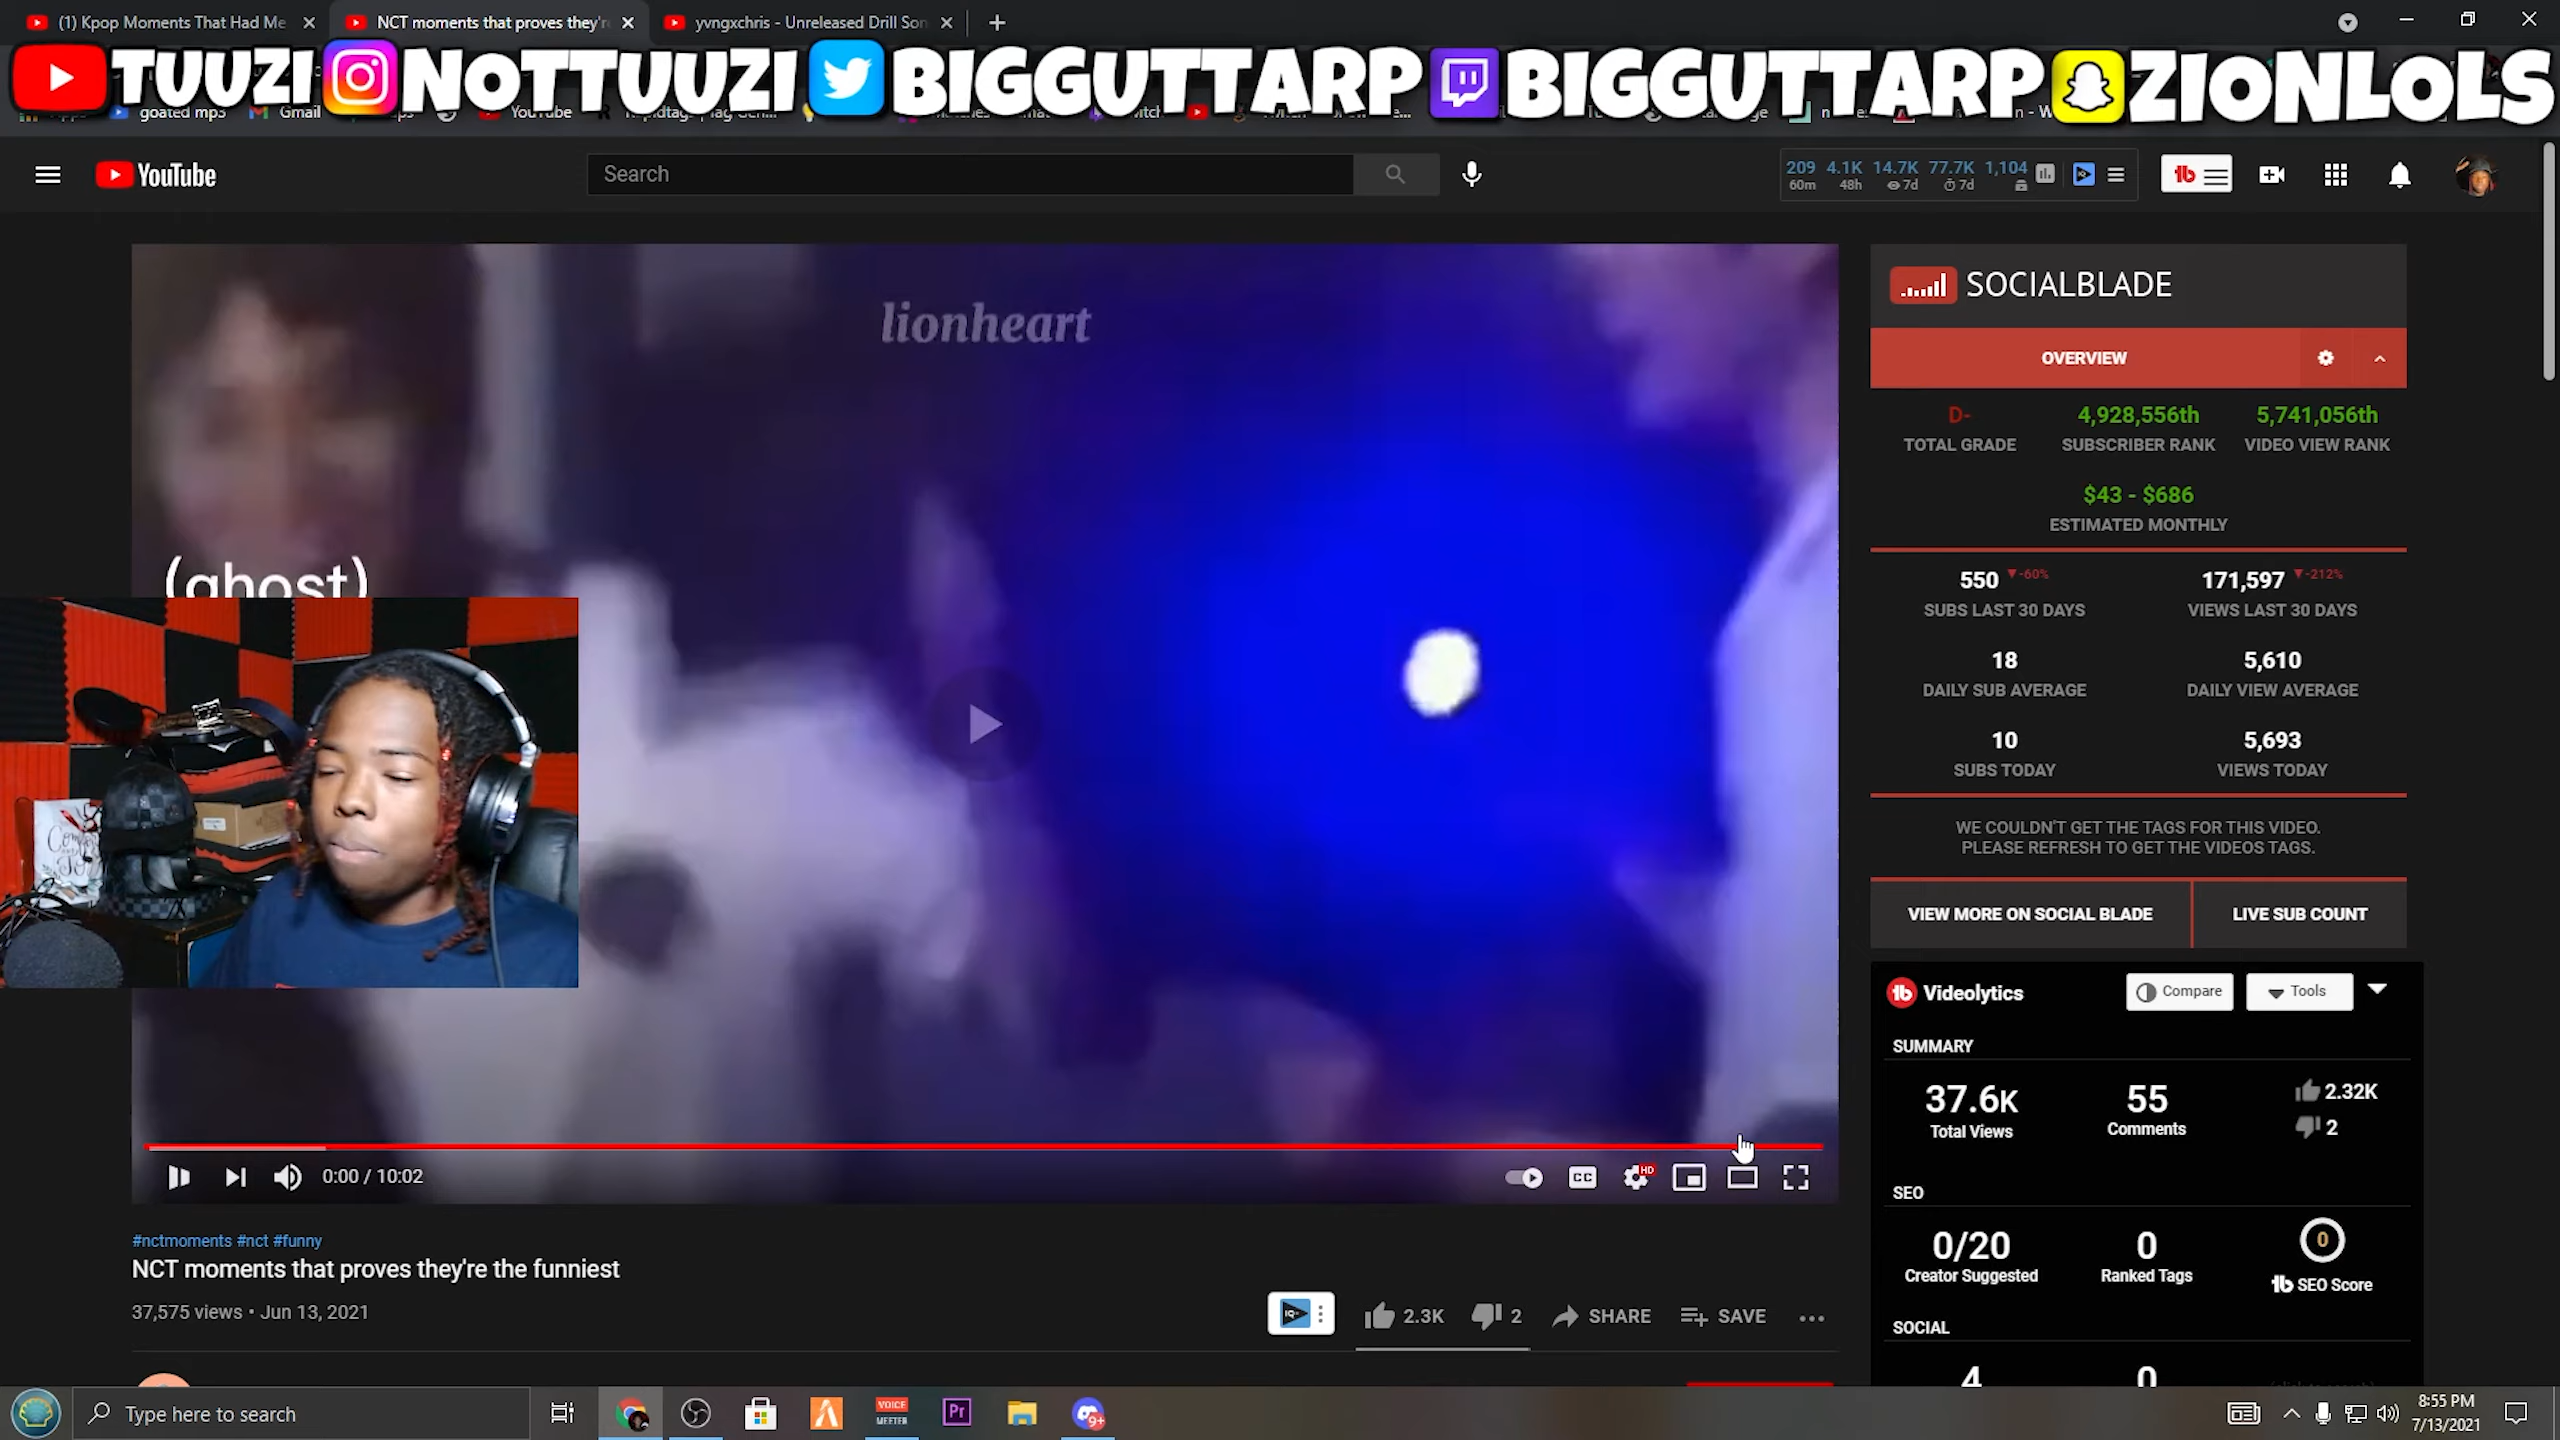 (1) Kpop Moments That Had Me
NCT moments that proves they'r
yvngxchris - Unreleased Drill Son
TUUZI NOTTUUZI BIGGUTTARP BIGGUTTARP ZIONLOLS
goated mp3 Gmail YouTube
YouTube
Search
209 4.1K 14.7K 77.7K 1,104
60m 48h 7d 7d
lionheart
(ghost)
0:00 / 10:02
CC
HD
#nctmoments #nct #funny
NCT moments that proves they're the funniest
37,575 views • Jun 13, 2021
2.3K 2 SHARE SAVE
SOCIALBLADE
OVERVIEW
D- 4,928,556th 5,741,056th
TOTAL GRADE SUBSCRIBER RANK VIDEO VIEW RANK
$43 - $686
ESTIMATED MONTHLY
550 -60% 171,597 -212%
SUBS LAST 30 DAYS VIEWS LAST 30 DAYS
18 5,610
DAILY SUB AVERAGE DAILY VIEW AVERAGE
10 5,693
SUBS TODAY VIEWS TODAY
WE COULDN'T GET THE TAGS FOR THIS VIDEO.
PLEASE REFRESH TO GET THE VIDEOS TAGS.
VIEW MORE ON SOCIAL BLADE LIVE SUB COUNT
Videolytics Compare Tools
SUMMARY
37.6K 55 2.32K
Total Views Comments 2
SEO
0/20 0 0
Creator Suggested Ranked Tags SEO Score
SOCIAL
4 0
Type here to search
VOICE
MEETER
Pr
9+
8:55 PM
7/13/2021